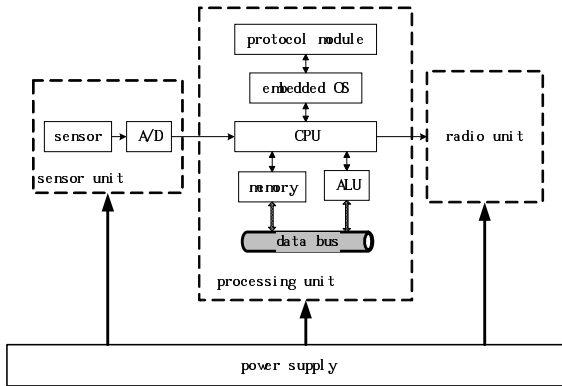 protocol module
embedded OS
sensor
A/D
CPU
radio unit
sensor unit
memory
ALU
data bus
processing unit
power supply